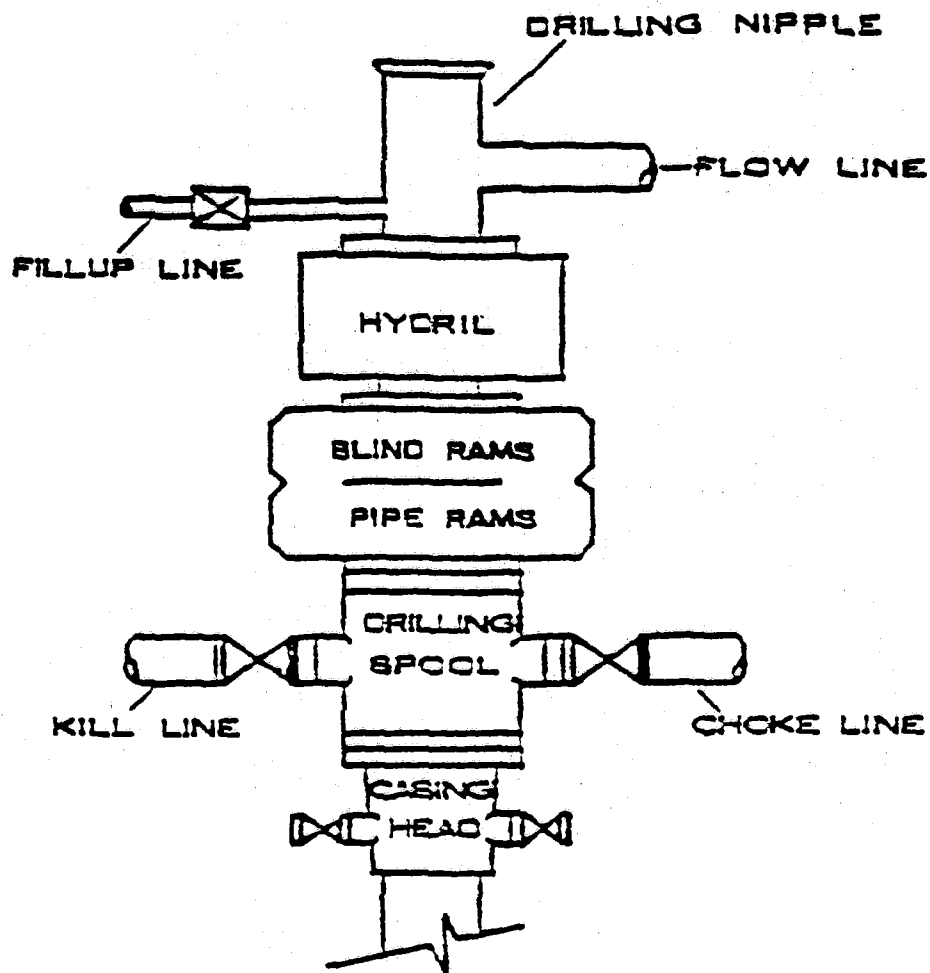 DRILLING NIPPLE
FLOW LINE
FILLUP LINE
HYDRIL
BLIND RAMS
PIPE RAMS
DRILLING
SPOOL
KILL LINE
CHOKE LINE
CASING
HEAD